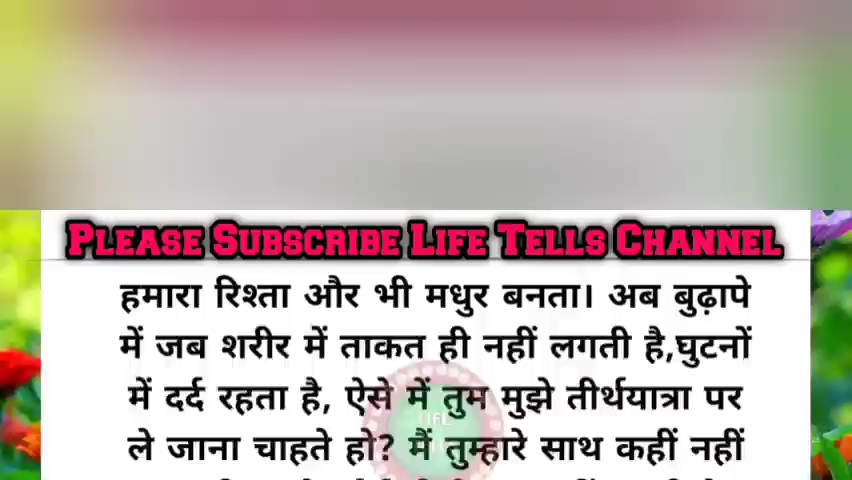 PLEASE SUBSCRIBE LIFE TELLS CHANNEL
हमारा रिश्ता और भी मधुर बनता। अब बुढ़ापे
में जब शरीर में ताकत ही नहीं लगती है,घुटनों
में दर्द रहता है, ऐसे में तुम मुझे तीर्थयात्रा पर
ले जाना चाहते हो? मैं तुम्हारे साथ कहीं नहीं
LIFE